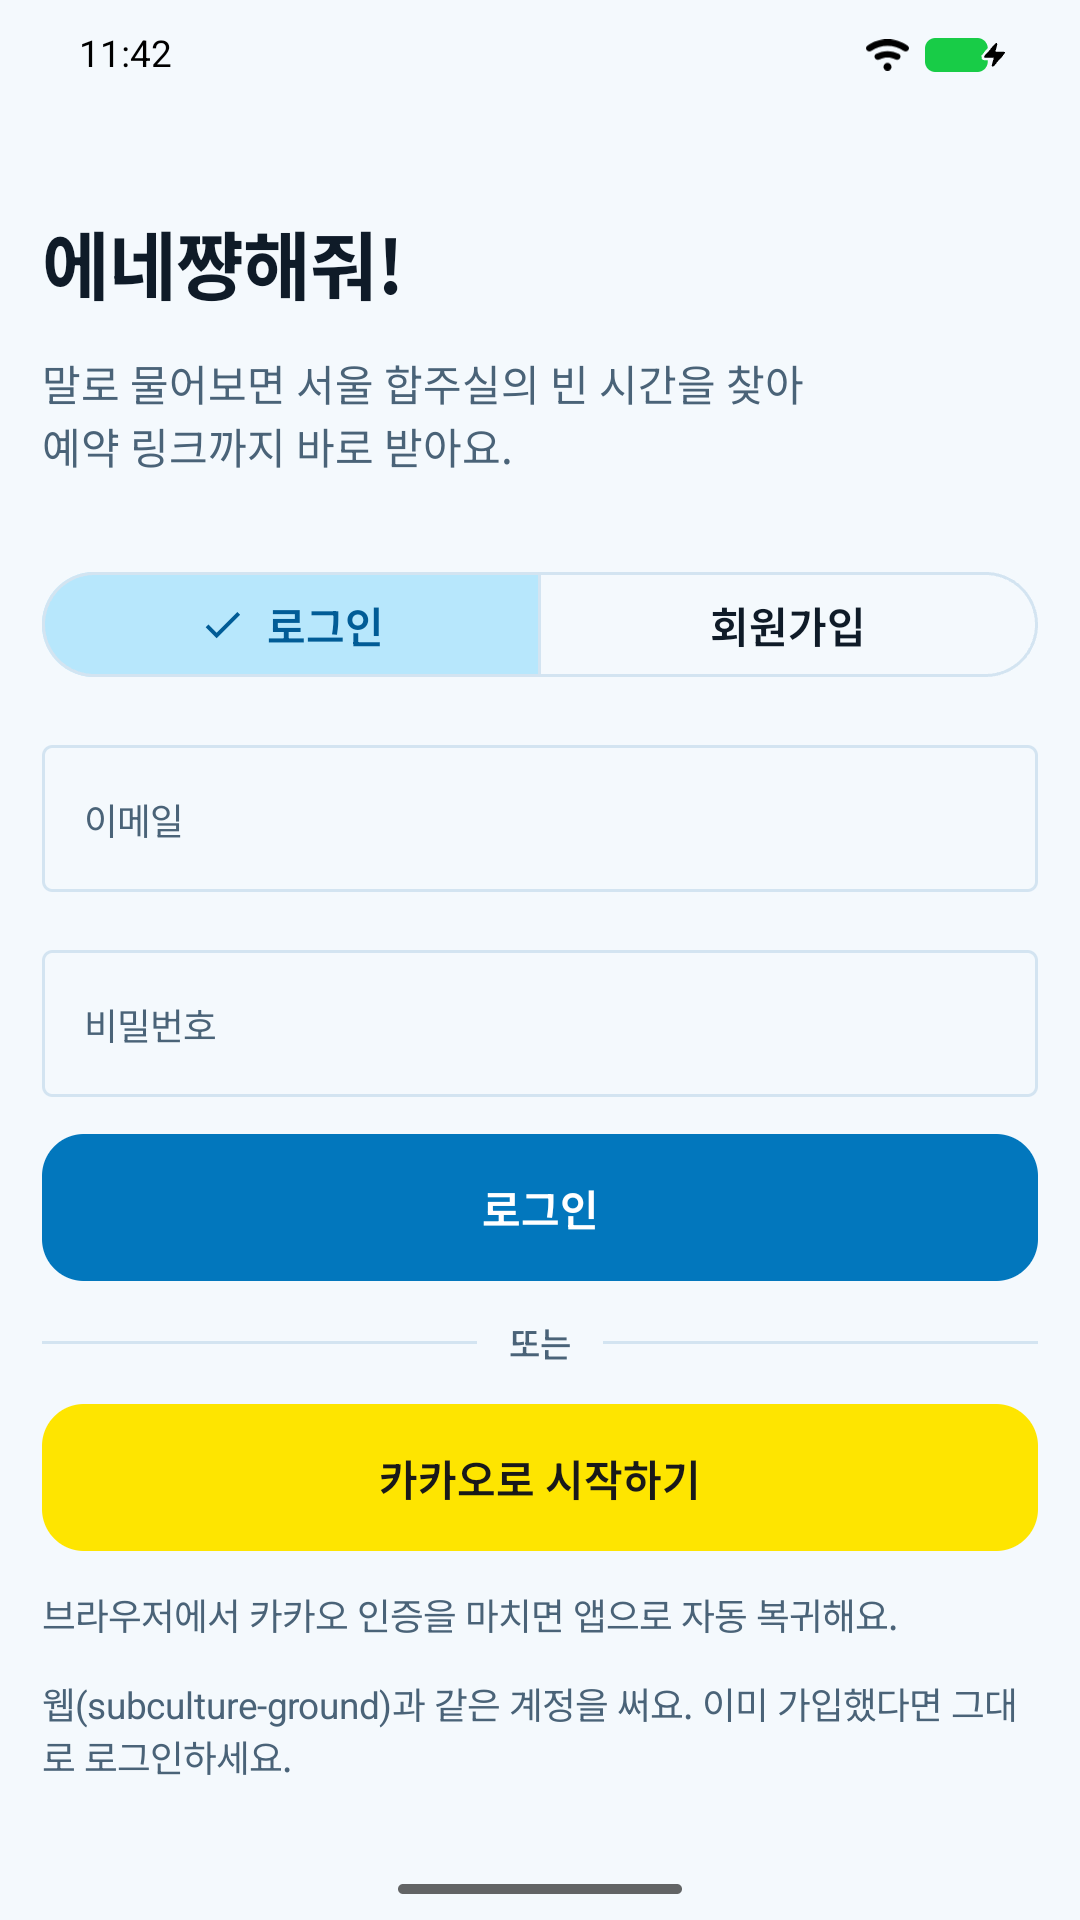 11:42
에네쨩해줘!
말로 물어보면 서울 합주실의 빈 시간을 찾아
예약 링크까지 바로 받아요.
로그인
회원가입
이메일
비밀번호
로그인
또는
카카오로 시작하기
브라우저에서 카카오 인증을 마치면 앱으로 자동 복귀해요.
웹(subculture-ground)과 같은 계정을 써요. 이미 가입했다면 그대
로 로그인하세요.